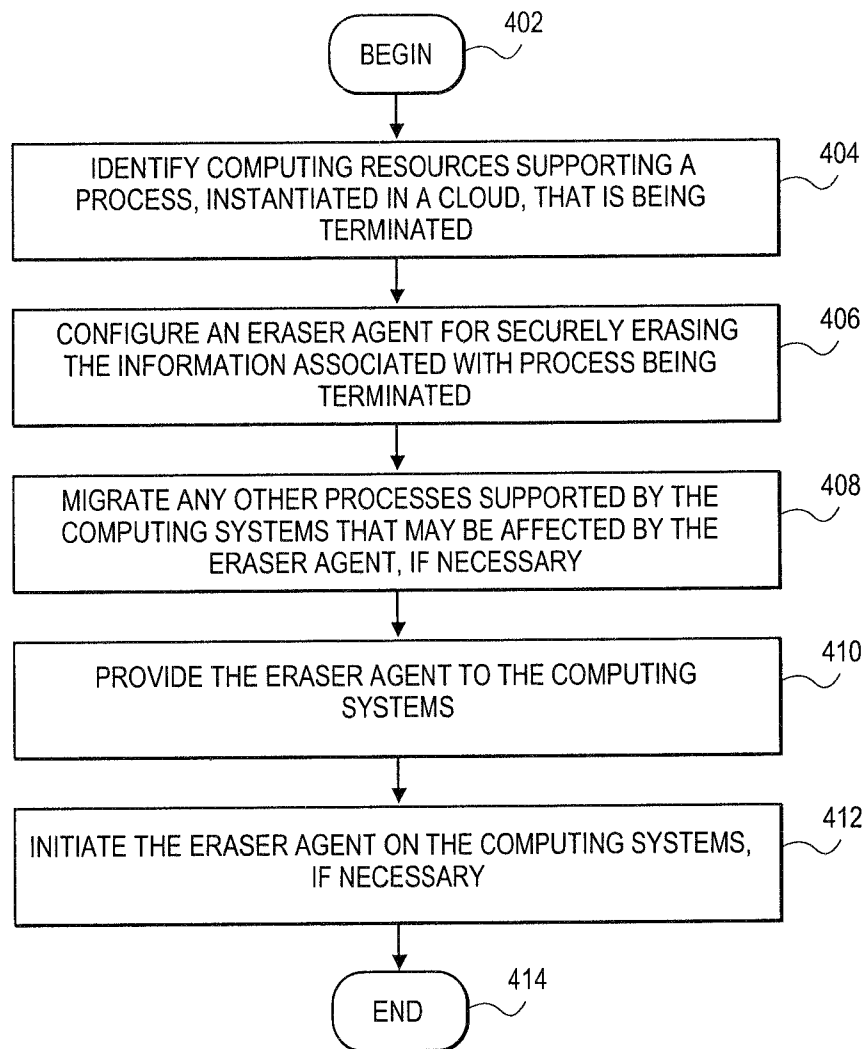 BEGIN
402
IDENTIFY COMPUTING RESOURCES SUPPORTING A
PROCESS, INSTANTIATED IN A CLOUD, THAT IS BEING
TERMINATED
404
CONFIGURE AN ERASER AGENT FOR SECURELY ERASING
THE INFORMATION ASSOCIATED WITH PROCESS BEING
TERMINATED
406
MIGRATE ANY OTHER PROCESSES SUPPORTED BY THE
COMPUTING SYSTEMS THAT MAY BE AFFECTED BY THE
ERASER AGENT, IF NECESSARY
408
PROVIDE THE ERASER AGENT TO THE COMPUTING
SYSTEMS
410
INITIATE THE ERASER AGENT ON THE COMPUTING SYSTEMS,
IF NECESSARY
412
END
414